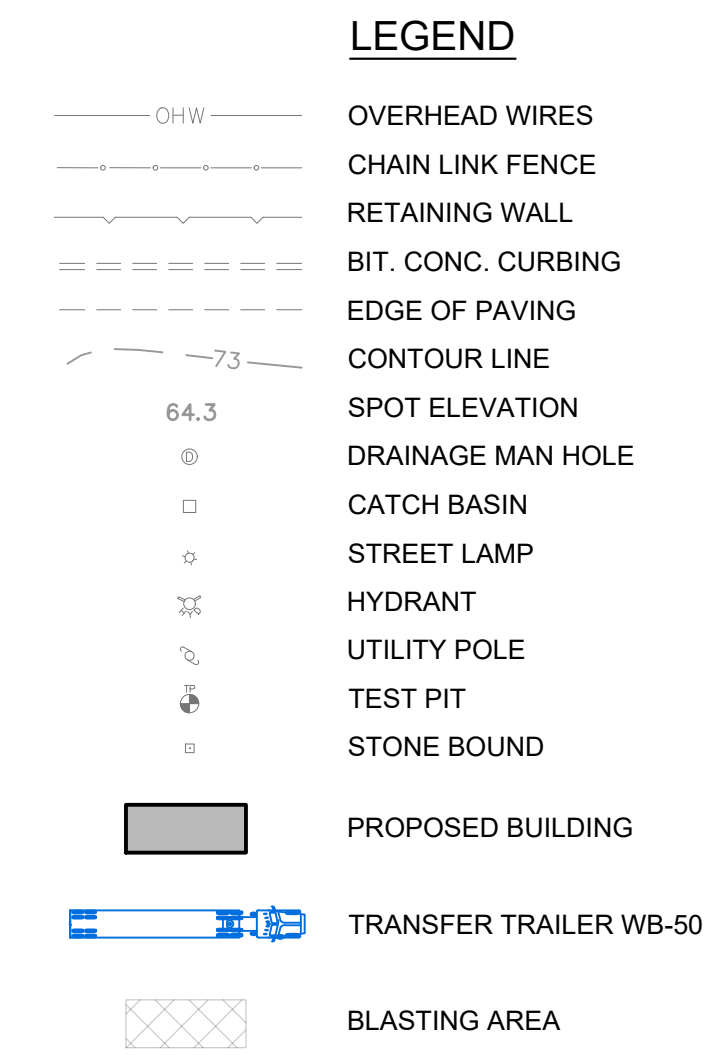 LEGEND
OHW OVERHEAD WIRES
CHAIN LINK FENCE
RETAINING WALL
BIT. CONC. CURBING
EDGE OF PAVING
73 CONTOUR LINE
64.3 SPOT ELEVATION
D DRAINAGE MAN HOLE
CATCH BASIN
STREET LAMP
HYDRANT
UTILITY POLE
TP TEST PIT
STONE BOUND
PROPOSED BUILDING
TRANSFER TRAILER WB-50
BLASTING AREA